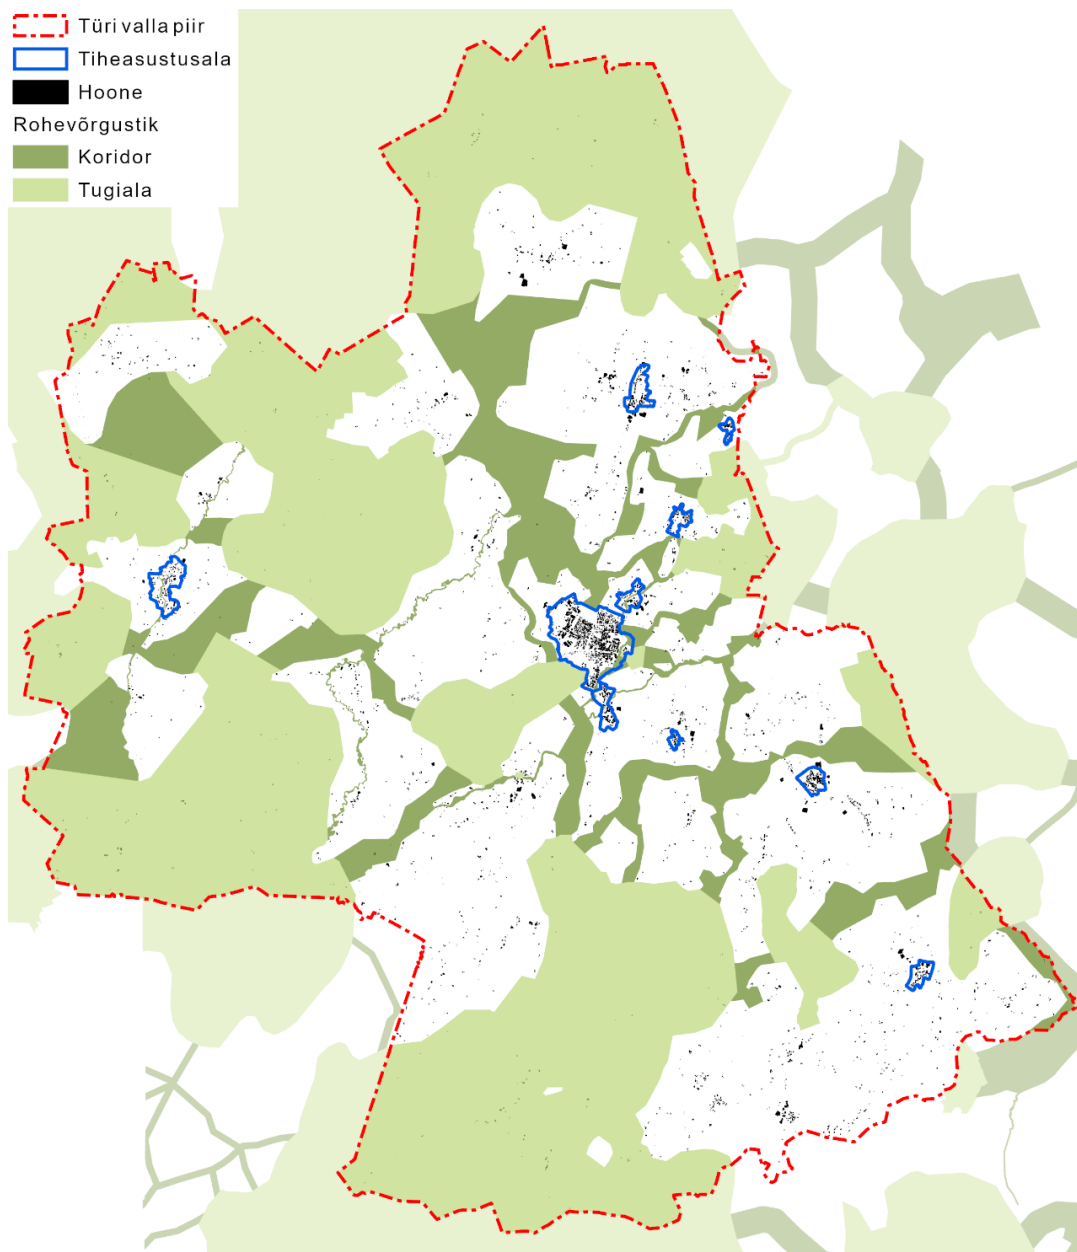 Türi valla piir
Tiheasustusala
Hoone
Rohevõrgustik
Koridor
Tugiala